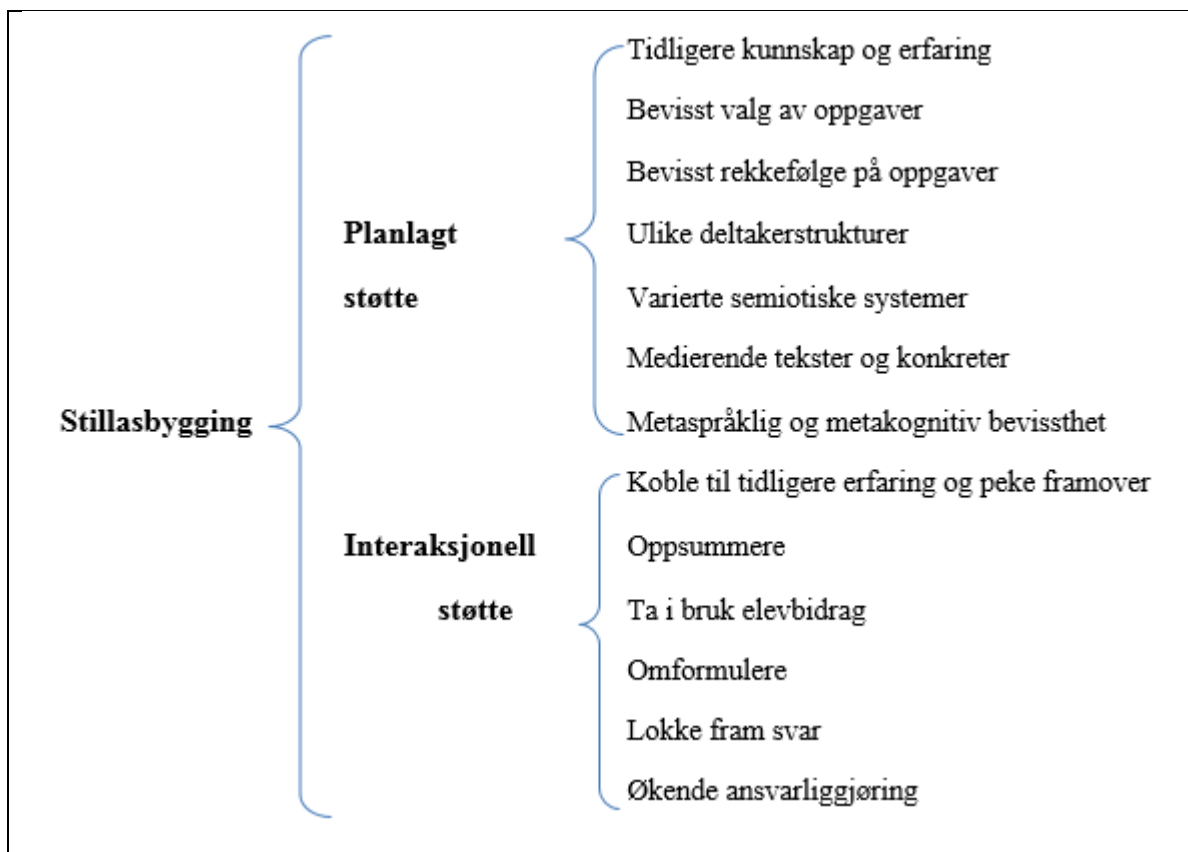 Stillasbygging
Planlagt
støtte
Tidligere kunnskap og erfaring
Bevisst valg av oppgaver
Bevisst rekkefølge på oppgaver
Ulike deltakerstrukturer
Varierte semiotiske systemer
Medierende tekster og konkreter
Metaspråklig og metakognitiv bevissthet
Interaksjonell
støtte
Koble til tidligere erfaring og peke framover
Oppsummere
Ta i bruk elevbidrag
Omformulere
Lokke fram svar
Økende ansvarliggjøring